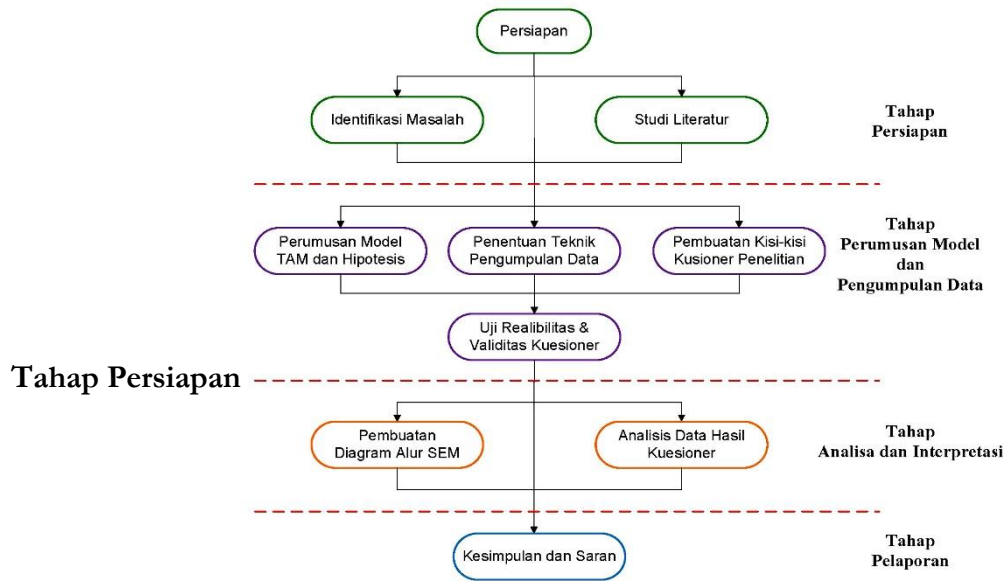 Persiapan
Identifikasi Masalah
Studi Literatur
Tahap
Persiapan
Perumusan Model
TAM dan Hipotesis
Penentuan Teknik
Pengumpulan Data
Pembuatan Kisi-kisi
Kusioner Penelitian
Tahap
Perumusan Model
dan
Pengumpulan Data
Uji Realibilitas &
Validitas Kuesioner
Tahap Persiapan
Pembuatan
Diagram Alur SEM
Analisis Data Hasil
Kuesioner
Tahap
Analisa dan Interpretasi
Kesimpulan dan Saran
Tahap
Pelaporan